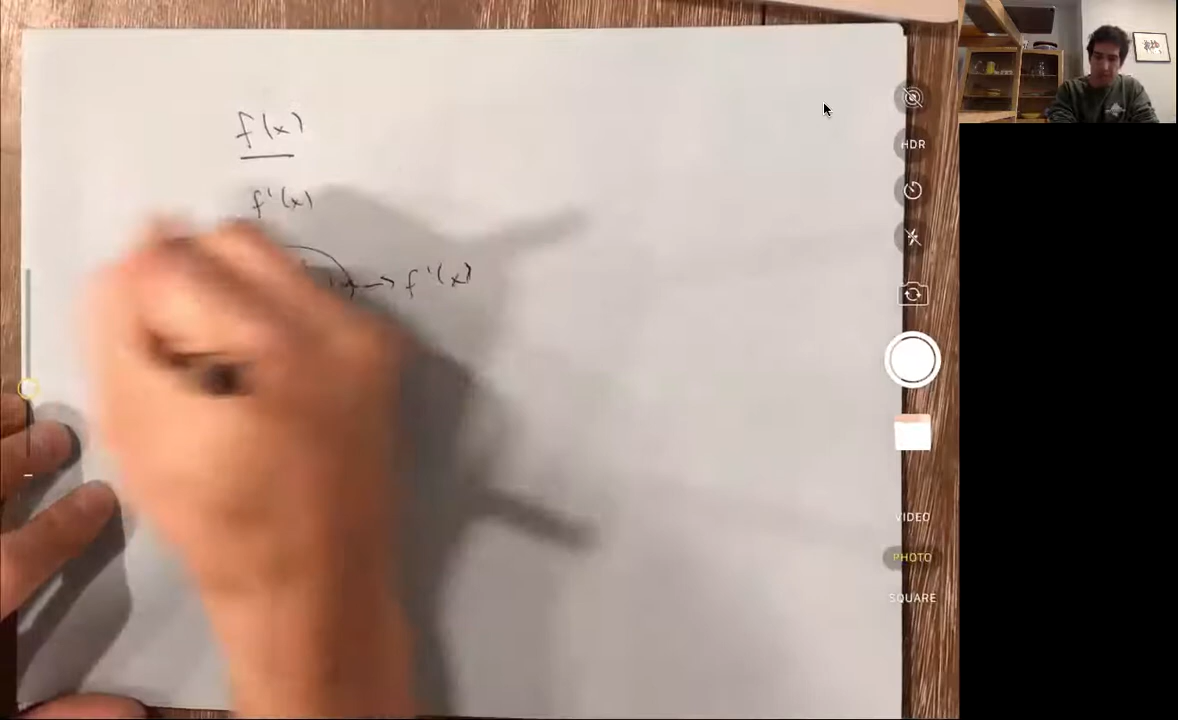 f(x)
f'(x)
→ f'(x)
HDR
VIDEO
PHOTO
SQUARE